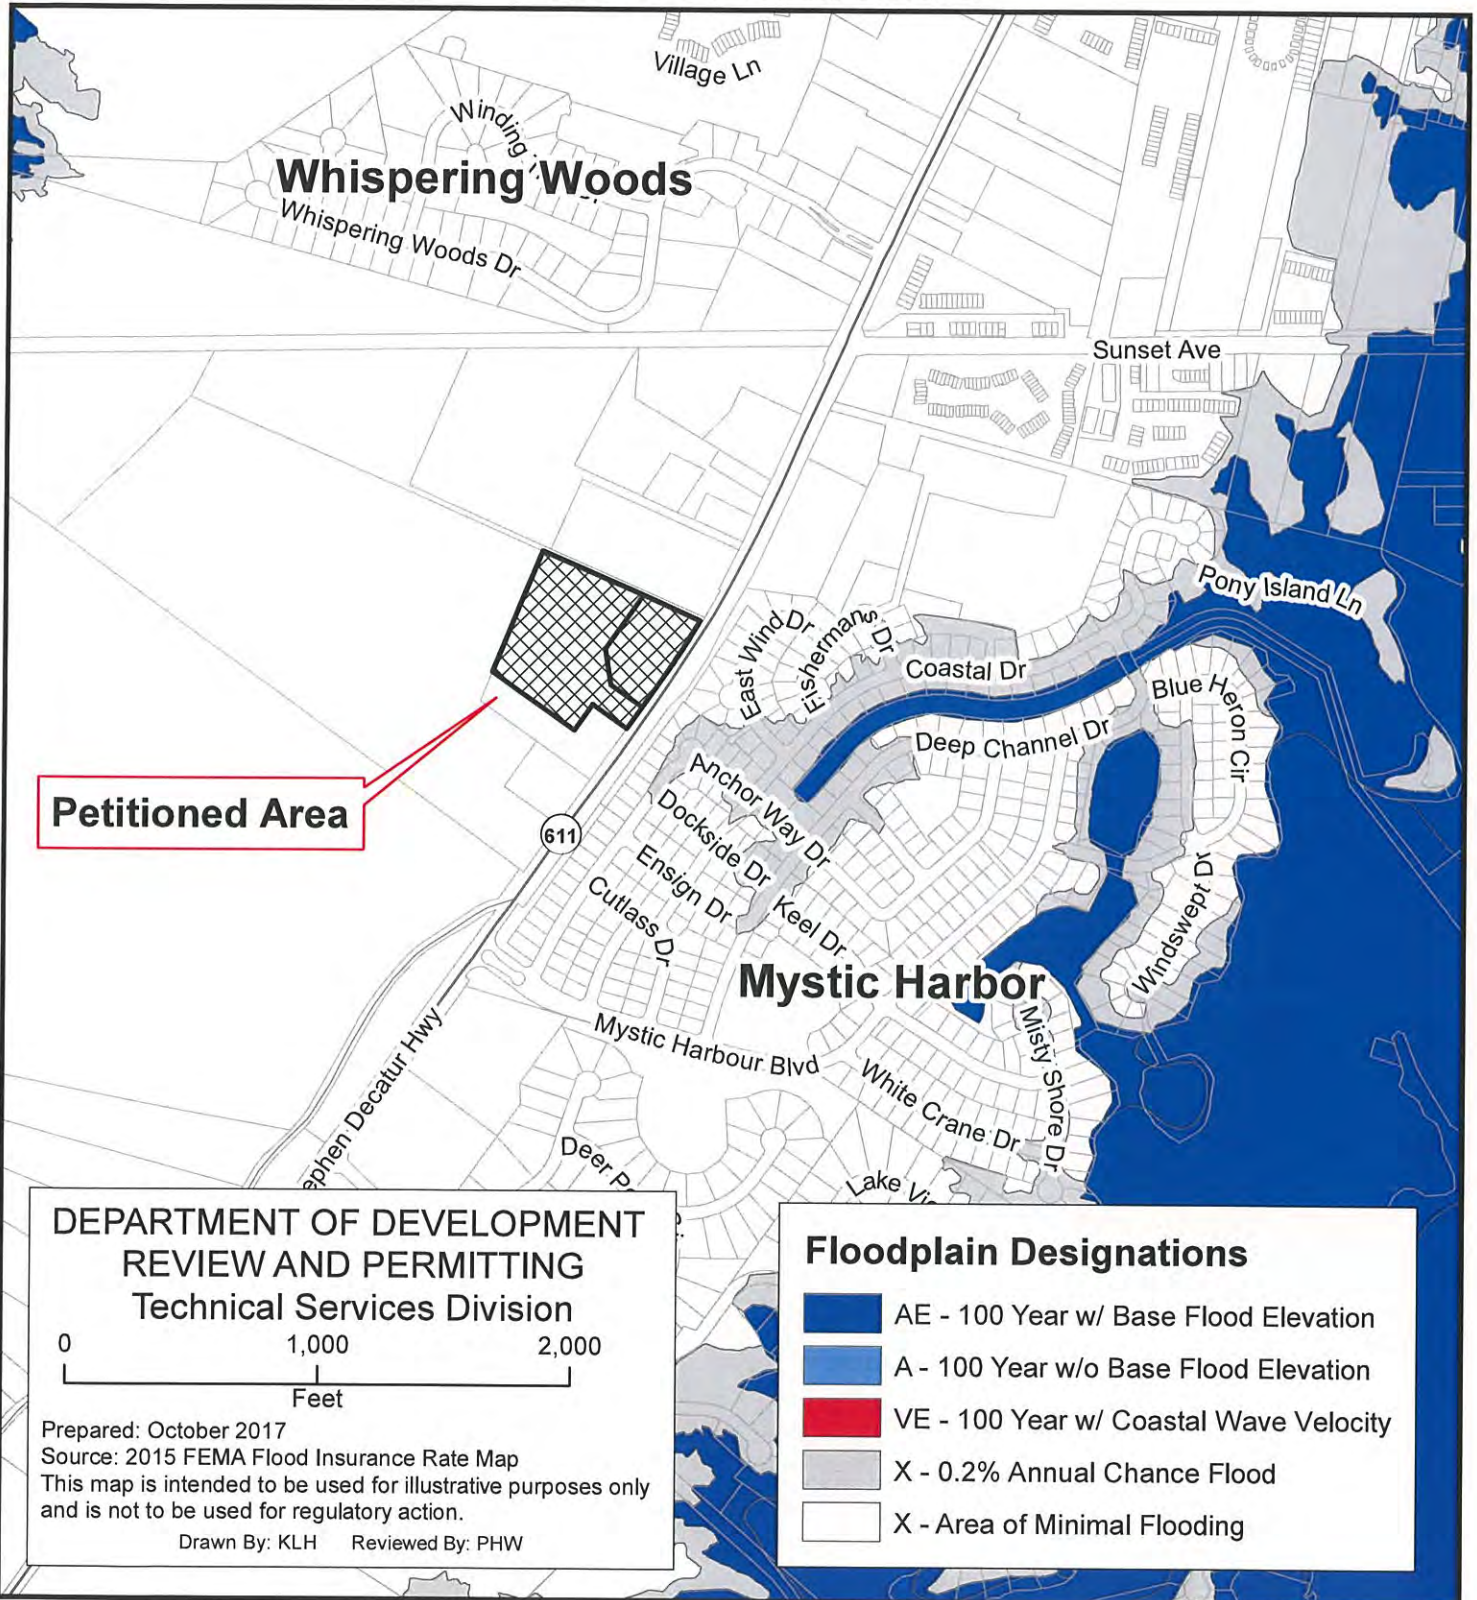 Village Ln
Winding
Whispering Woods
Whispering Woods Dr
Sunset Ave
Pony Island Ln
East Wind Dr
Fishermans Dr
Coastal Dr
Blue Heron Cir
Deep Channel Dr
Anchor Way Dr
Petitioned Area
Dockside Dr
611
Ensign Dr
Cutlass Dr
Keel Dr
Windswept Dr
Mystic Harbor
Misty Shore Dr
Mystic Harbour Blvd
ephen Decatur Hwy
White Crane Dr
Deer P
Lake Vi
DEPARTMENT OF DEVELOPMENT
REVIEW AND PERMITTING
Technical Services Division
0 1,000 2,000
Feet
Prepared: October 2017
Source: 2015 FEMA Flood Insurance Rate Map
This map is intended to be used for illustrative purposes only
and is not to be used for regulatory action.
Drawn By: KLH Reviewed By: PHW
Floodplain Designations
AE - 100 Year w/ Base Flood Elevation
A - 100 Year w/o Base Flood Elevation
VE - 100 Year w/ Coastal Wave Velocity
X - 0.2% Annual Chance Flood
X - Area of Minimal Flooding